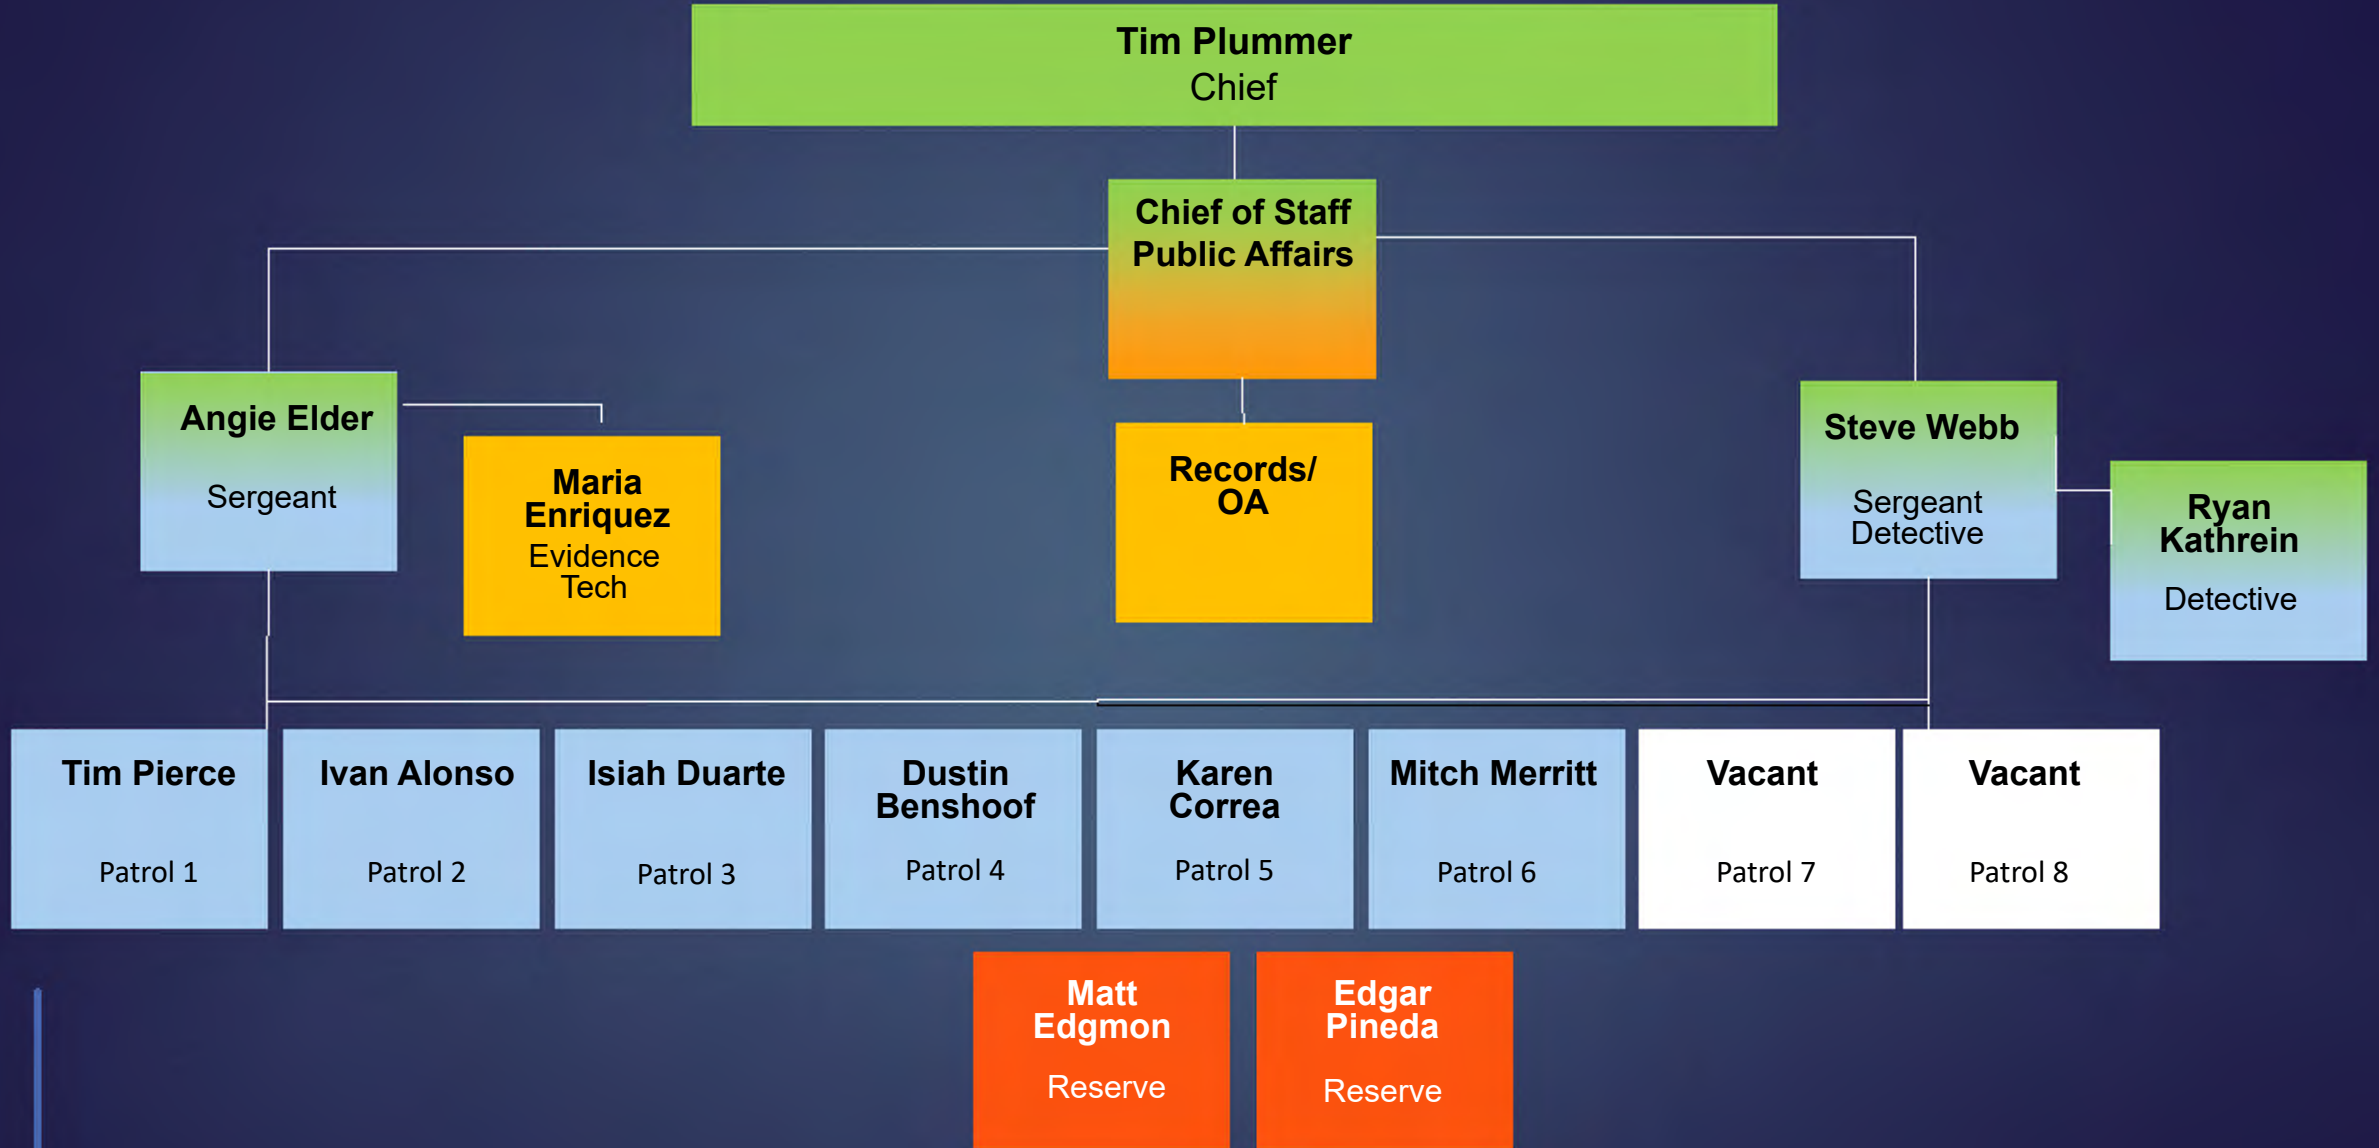 Tim Plummer
Chief
Chief of Staff
Public Affairs
Angie Elder
Sergeant
Maria
Enriquez
Evidence
Tech
Records/
OA
Steve Webb
Sergeant
Detective
Ryan
Kathrein
Detective
Tim Pierce
Patrol 1
Ivan Alonso
Patrol 2
Isiah Duarte
Patrol 3
Dustin
Benshoof
Patrol 4
Karen
Correa
Patrol 5
Mitch Merritt
Patrol 6
Vacant
Patrol 7
Vacant
Patrol 8
Matt
Edgmon
Reserve
Edgar
Pineda
Reserve